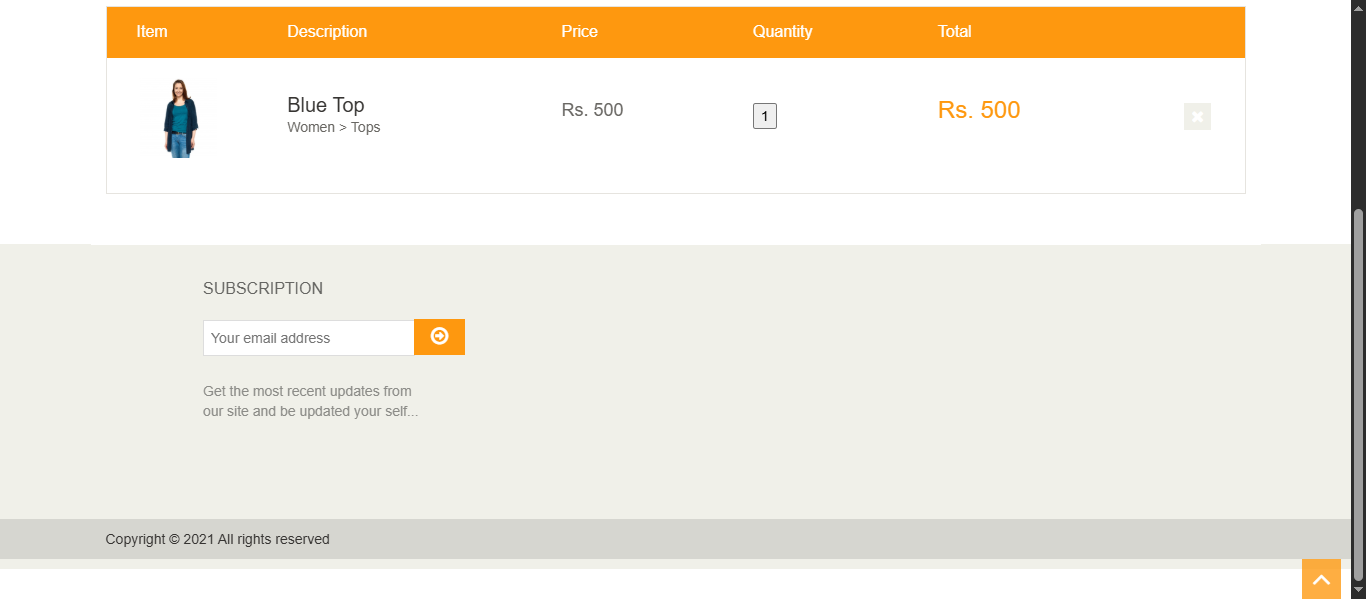 Item Description Price Quantity Total
Blue Top Rs. 500 1 Rs. 500
Women > Tops
SUBSCRIPTION
Your email address
Get the most recent updates from
our site and be updated your self...
Copyright © 2021 All rights reserved